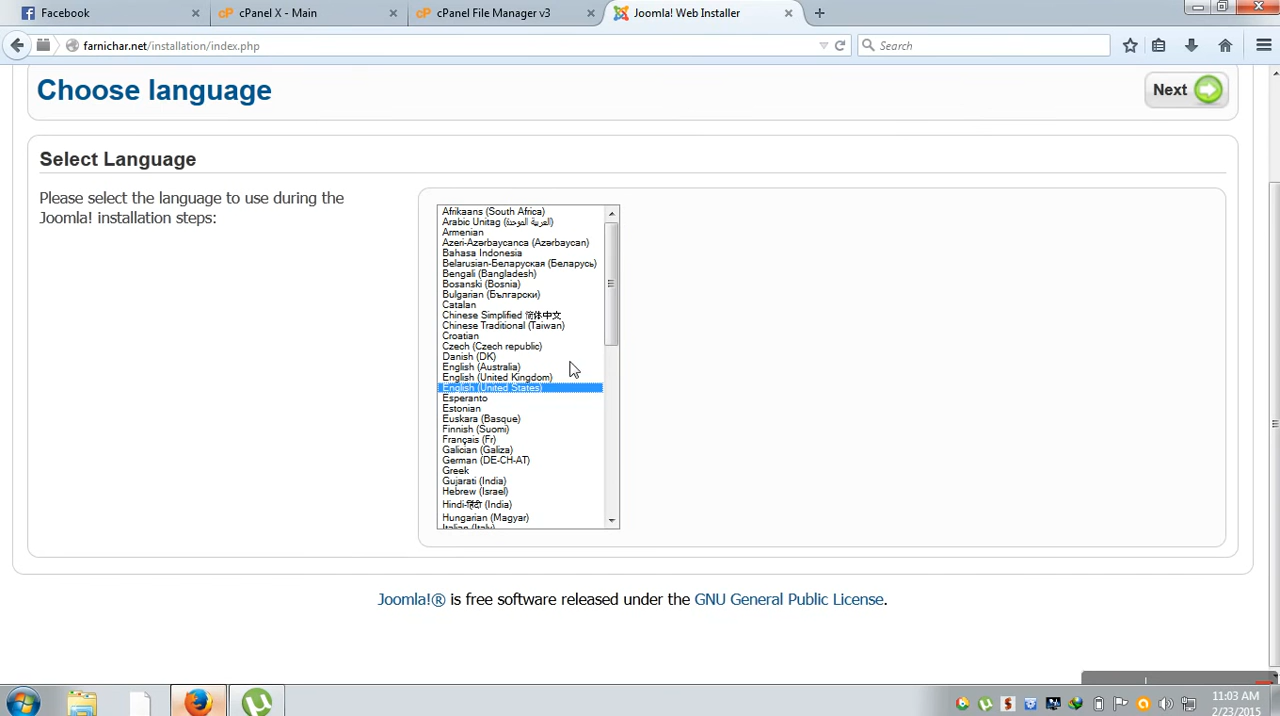 Facebook
cPanel X - Main
cPanel File Manager v3
Joomla! Web Installer
farnichar.net/installation/index.php
Search
Choose language
Next
Select Language
Please select the language to use during the
Joomla! installation steps:
Afrikaans (South Africa)
Arabic Unitag (العربية الموحدة)
Armenian
Azeri-Azərbaycanca (Azərbaycan)
Bahasa Indonesia
Belarusian-Беларуская (Беларусь)
Bengali (Bangladesh)
Bosanski (Bosnia)
Bulgarian (Български)
Catalan
Chinese Simplified 简体中文
Chinese Traditional (Taiwan)
Croatian
Czech (Czech republic)
Danish (DK)
English (Australia)
English (United Kingdom)
English (United States)
Esperanto
Estonian
Euskara (Basque)
Finnish (Suomi)
Français (Fr)
Galician (Galiza)
German (DE-CH-AT)
Greek
Gujarati (India)
Hebrew (Israel)
Hindi-हिंदी (India)
Hungarian (Magyar)
Italian (Italy)
Joomla!® is free software released under the GNU General Public License.
11:03 AM
2/23/2015